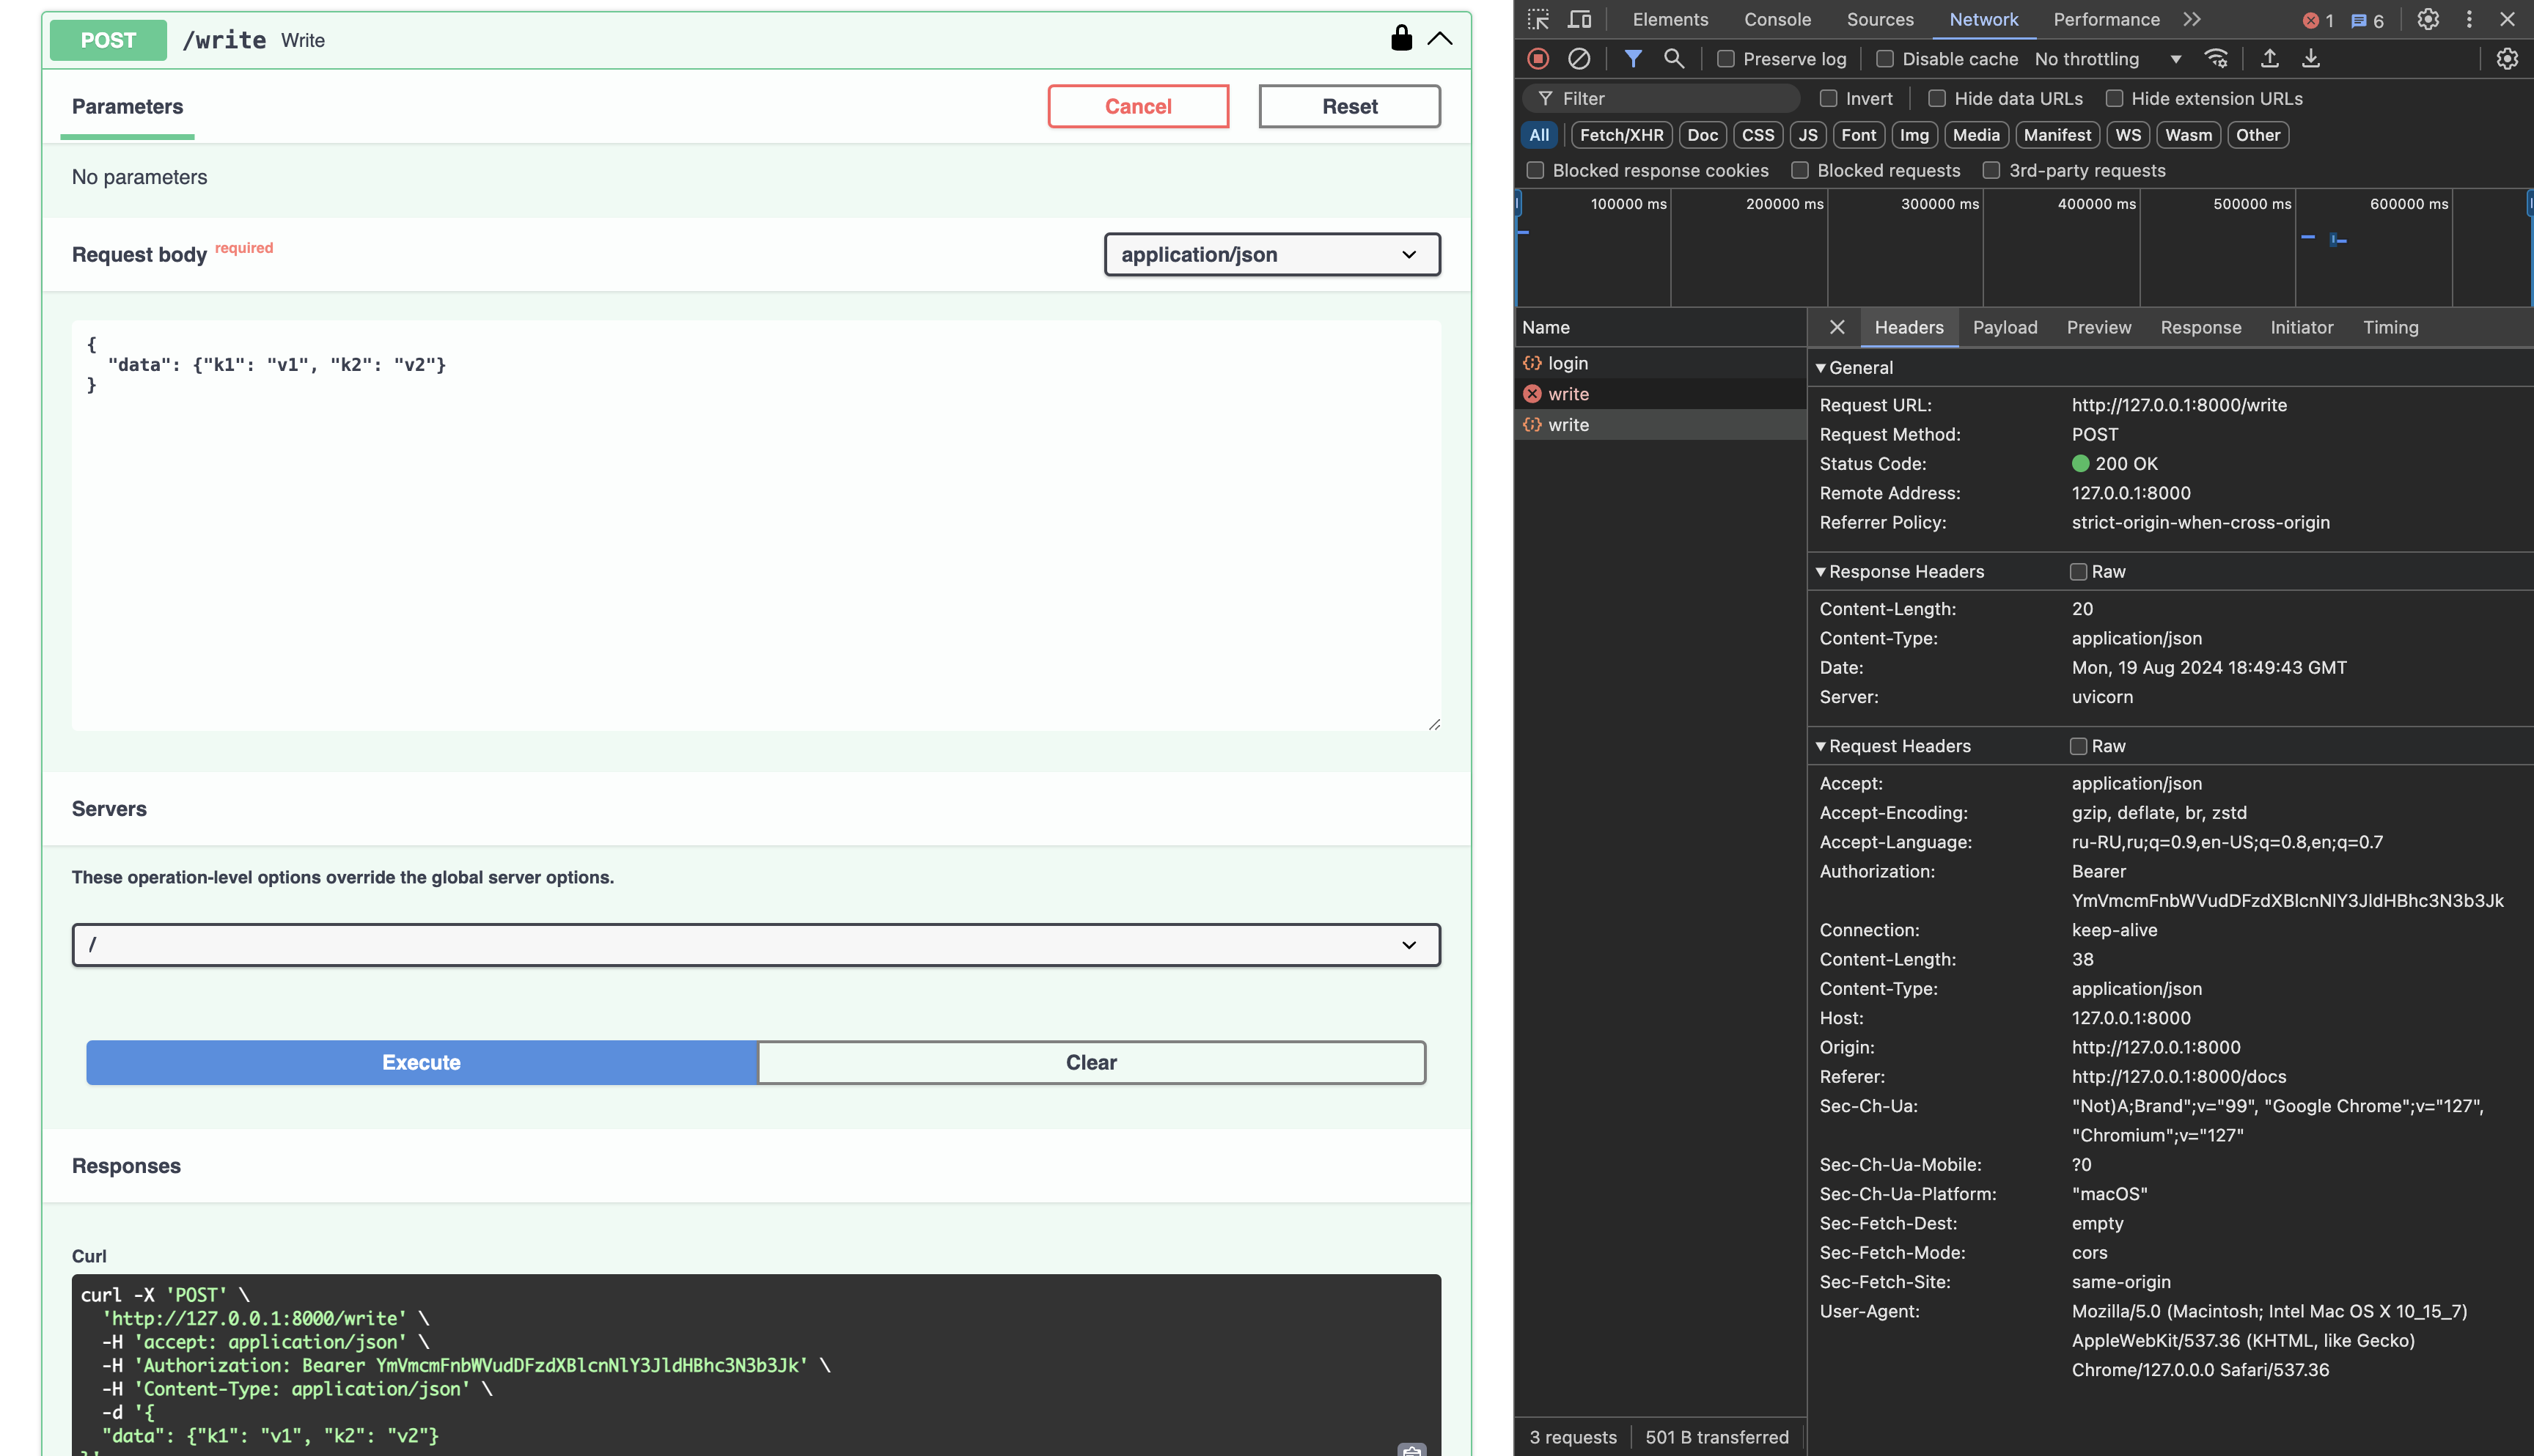 POST /write Write
Parameters
Cancel
Reset
No parameters
Request body required
application/json
{
"data": {"k1": "v1", "k2": "v2"}
}
Servers
These operation-level options override the global server options.
/
Execute
Clear
Responses
Curl
curl -X 'POST' \
'http://127.0.0.1:8000/write' \
-H 'accept: application/json' \
-H 'Authorization: Bearer YmVmcmFnbWVudDFzdXBlcnNlY3JldHBhc3N3b3Jk' \
-H 'Content-Type: application/json' \
-d '{
"data": {"k1": "v1", "k2": "v2"}
}'
Elements Console Sources Network Performance 1 6
Preserve log Disable cache No throttling
Filter Invert Hide data URLs Hide extension URLs
All Fetch/XHR Doc CSS JS Font Img Media Manifest WS Wasm Other
Blocked response cookies Blocked requests 3rd-party requests
100000 ms 200000 ms 300000 ms 400000 ms 500000 ms 600000 ms
Name
login
write
write
Headers Payload Preview Response Initiator Timing
General
Request URL: http://127.0.0.1:8000/write
Request Method: POST
Status Code: 200 OK
Remote Address: 127.0.0.1:8000
Referrer Policy: strict-origin-when-cross-origin
Response Headers Raw
Content-Length: 20
Content-Type: application/json
Date: Mon, 19 Aug 2024 18:49:43 GMT
Server: uvicorn
Request Headers Raw
Accept: application/json
Accept-Encoding: gzip, deflate, br, zstd
Accept-Language: ru-RU,ru;q=0.9,en-US;q=0.8,en;q=0.7
Authorization: Bearer
YmVmcmFnbWVudDFzdXBlcnNlY3JldHBhc3N3b3Jk
Connection: keep-alive
Content-Length: 38
Content-Type: application/json
Host: 127.0.0.1:8000
Origin: http://127.0.0.1:8000
Referer: http://127.0.0.1:8000/docs
Sec-Ch-Ua: "Not)A;Brand";v="99", "Google Chrome";v="127",
"Chromium";v="127"
Sec-Ch-Ua-Mobile: ?0
Sec-Ch-Ua-Platform: "macOS"
Sec-Fetch-Dest: empty
Sec-Fetch-Mode: cors
Sec-Fetch-Site: same-origin
User-Agent: Mozilla/5.0 (Macintosh; Intel Mac OS X 10_15_7)
AppleWebKit/537.36 (KHTML, like Gecko)
Chrome/127.0.0.0 Safari/537.36
3 requests 501 B transferred